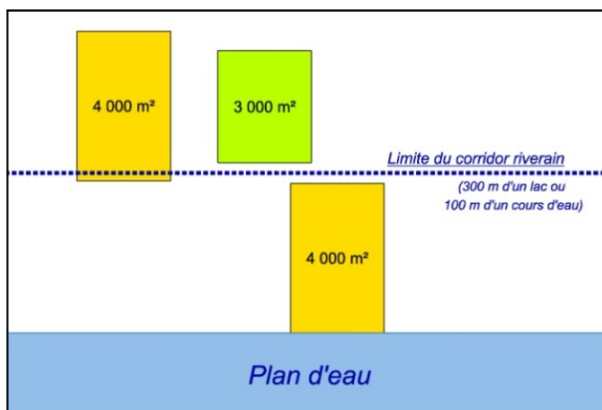 4 000 m²
3 000 m²
Limite du corridor riverain
(300 m d'un lac ou
100 m d'un cours d'eau)
4 000 m²
Plan d'eau